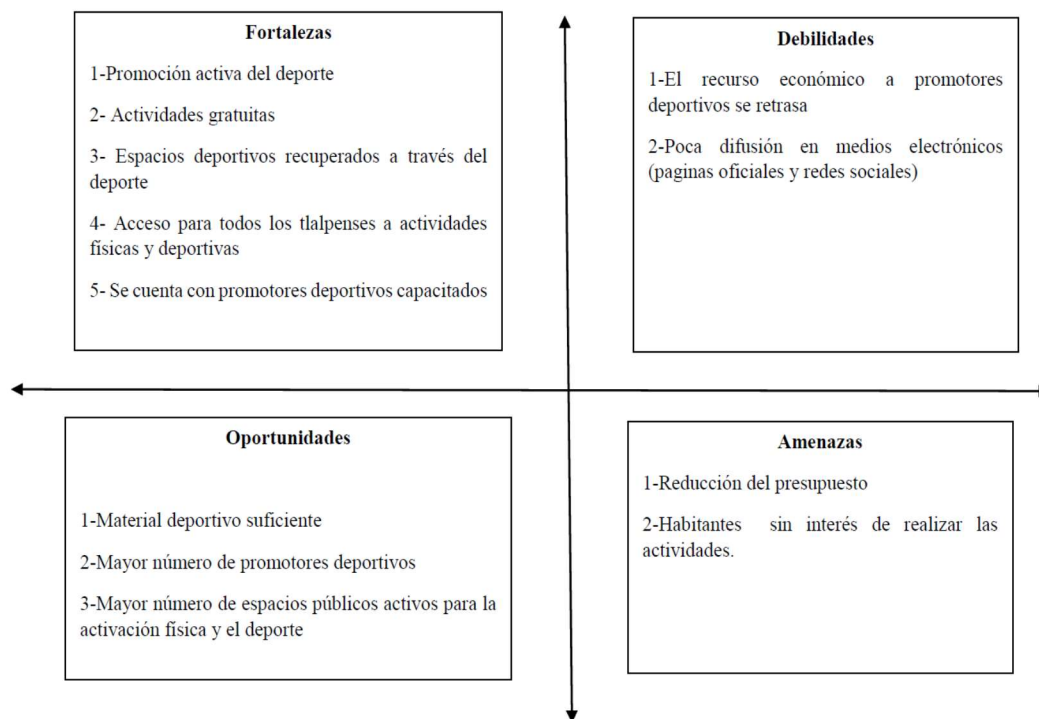 Fortalezas
1-Promoción activa del deporte
2- Actividades gratuitas
3- Espacios deportivos recuperados a través del
deporte
4- Acceso para todos los tlalpenses a actividades
físicas y deportivas
5- Se cuenta con promotores deportivos capacitados
Debilidades
1-El recurso económico a promotores
deportivos se retrasa
2-Poca difusión en medios electrónicos
(paginas oficiales y redes sociales)
Oportunidades
1-Material deportivo suficiente
2-Mayor número de promotores deportivos
3-Mayor número de espacios públicos activos para la
activación física y el deporte
Amenazas
1-Reducción del presupuesto
2-Habitantes sin interés de realizar las
actividades.